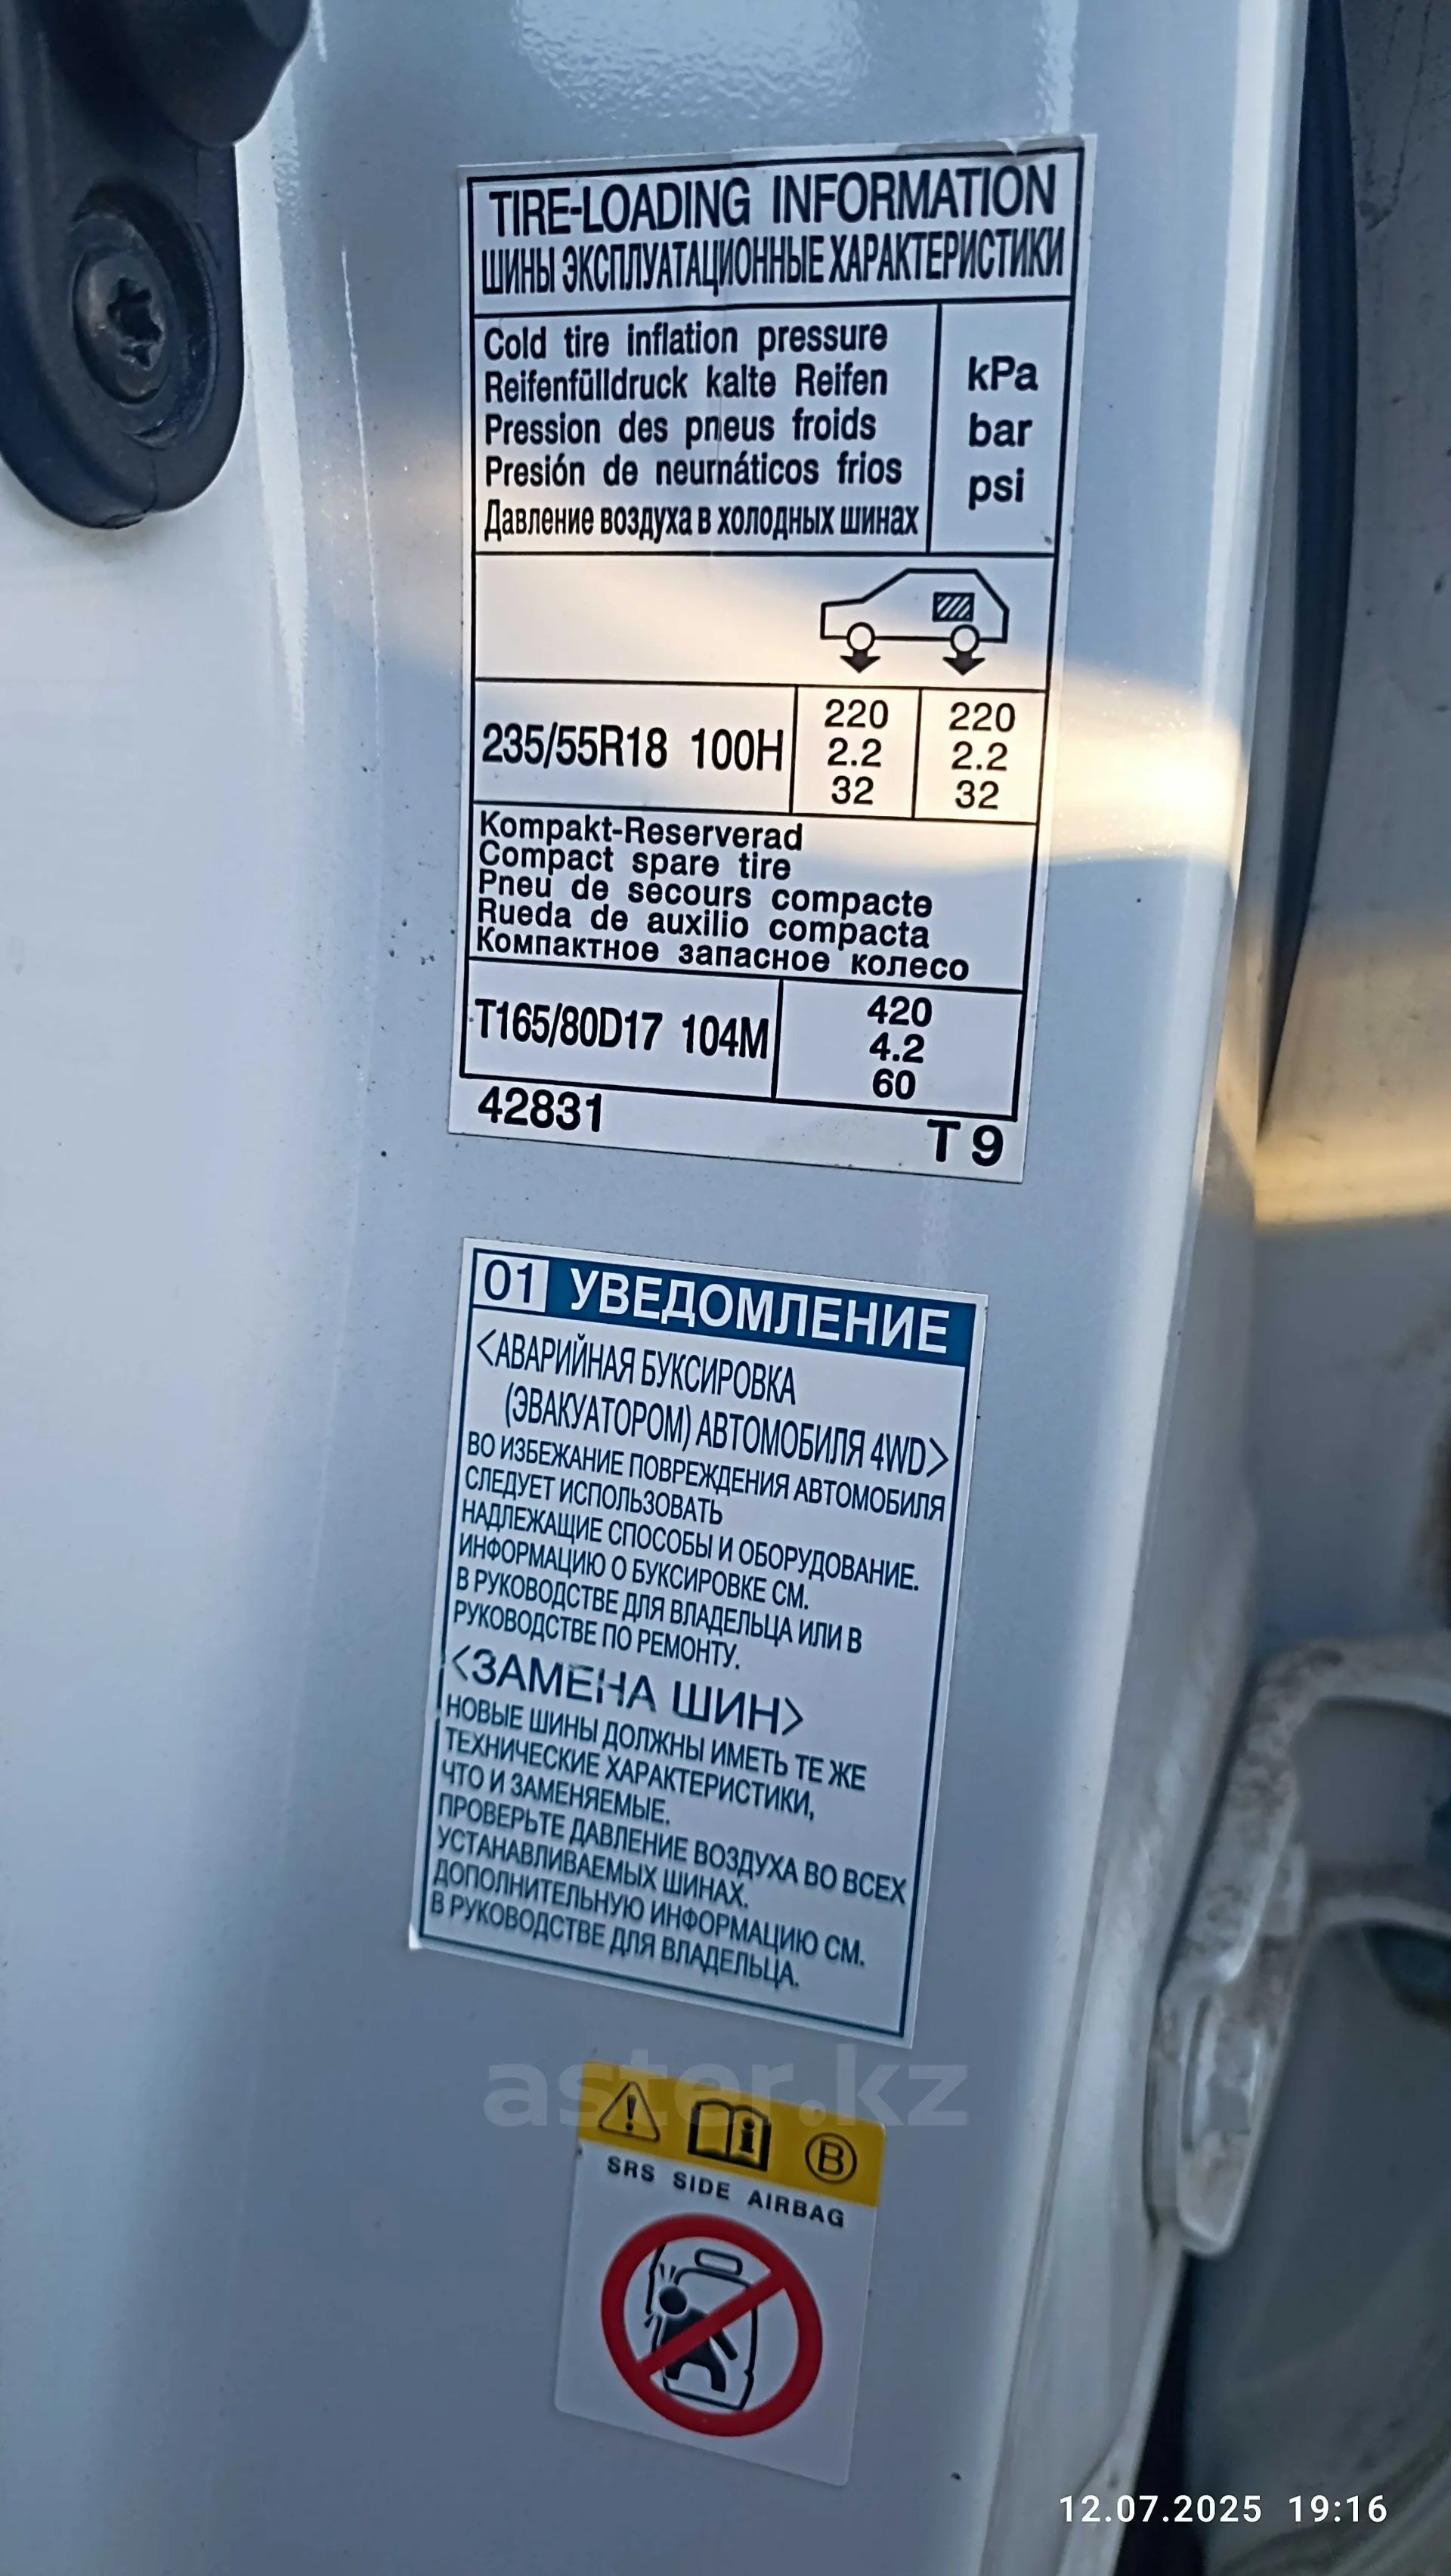 TIRE-LOADING INFORMATION
ШИНЫ ЭКСПЛУАТАЦИОННЫЕ ХАРАКТЕРИСТИКИ
Cold tire inflation pressure
Reifenfülldruck kalte Reifen
Pression des pneus froids
Presión de neumáticos frios
Давление воздуха в холодных шинах
kPa
bar
psi
235/55R18 100H
220
2.2
32
220
2.2
32
Kompakt-Reserverad
Compact spare tire
Pneu de secours compacte
Rueda de auxilio compacta
Компактное запасное колесо
T165/80D17 104M
420
4.2
60
42831
T 9
01 УВЕДОМЛЕНИЕ
<АВАРИЙНАЯ БУКСИРОВКА
(ЭВАКУАТОРОМ) АВТОМОБИЛЯ 4WD>
ВО ИЗБЕЖАНИЕ ПОВРЕЖДЕНИЯ АВТОМОБИЛЯ
СЛЕДУЕТ ИСПОЛЬЗОВАТЬ
НАДЛЕЖАЩИЕ СПОСОБЫ И ОБОРУДОВАНИЕ.
ИНФОРМАЦИЮ О БУКСИРОВКЕ СМ.
В РУКОВОДСТВЕ ДЛЯ ВЛАДЕЛЬЦА ИЛИ В
РУКОВОДСТВЕ ПО РЕМОНТУ.
<ЗАМЕНА ШИН>
НОВЫЕ ШИНЫ ДОЛЖНЫ ИМЕТЬ ТЕ ЖЕ
ТЕХНИЧЕСКИЕ ХАРАКТЕРИСТИКИ,
ЧТО И ЗАМЕНЯЕМЫЕ.
ПРОВЕРЬТЕ ДАВЛЕНИЕ ВОЗДУХА ВО ВСЕХ
УСТАНАВЛИВАЕМЫХ ШИНАХ.
ДОПОЛНИТЕЛЬНУЮ ИНФОРМАЦИЮ СМ.
В РУКОВОДСТВЕ ДЛЯ ВЛАДЕЛЬЦА.
aster.kz
B
SRS SIDE AIRBAG
12.07.2025 19:16